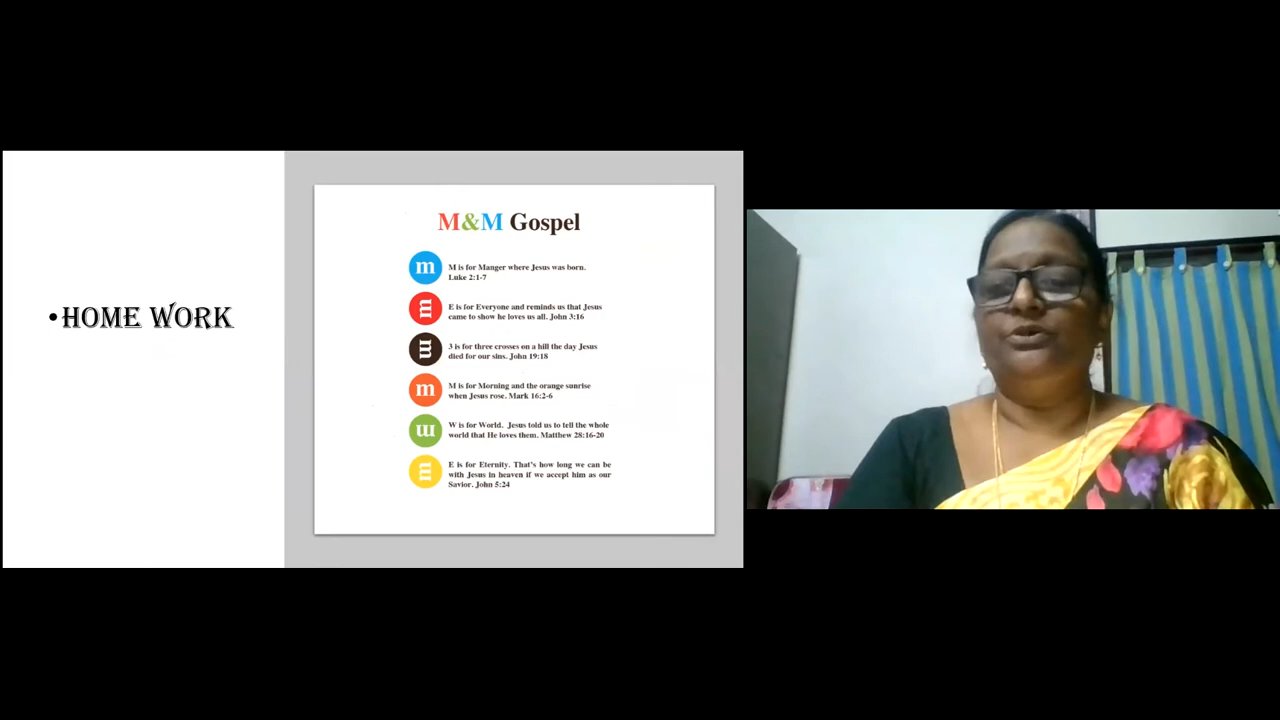 •HOME WORK
M&M Gospel
m M is for Manger where Jesus was born.
Luke 2:1-7
m E is for Everyone and reminds us that Jesus
came to show he loves us all. John 3:16
m 3 is for three crosses on a hill the day Jesus
died for our sins. John 19:18
m M is for Morning and the orange sunrise
when Jesus rose. Mark 16:2-6
m W is for World. Jesus told us to tell the whole
world that He loves them. Matthew 28:16-20
m E is for Eternity. That's how long we can be
with Jesus in heaven if we accept him as our
Savior. John 5:24